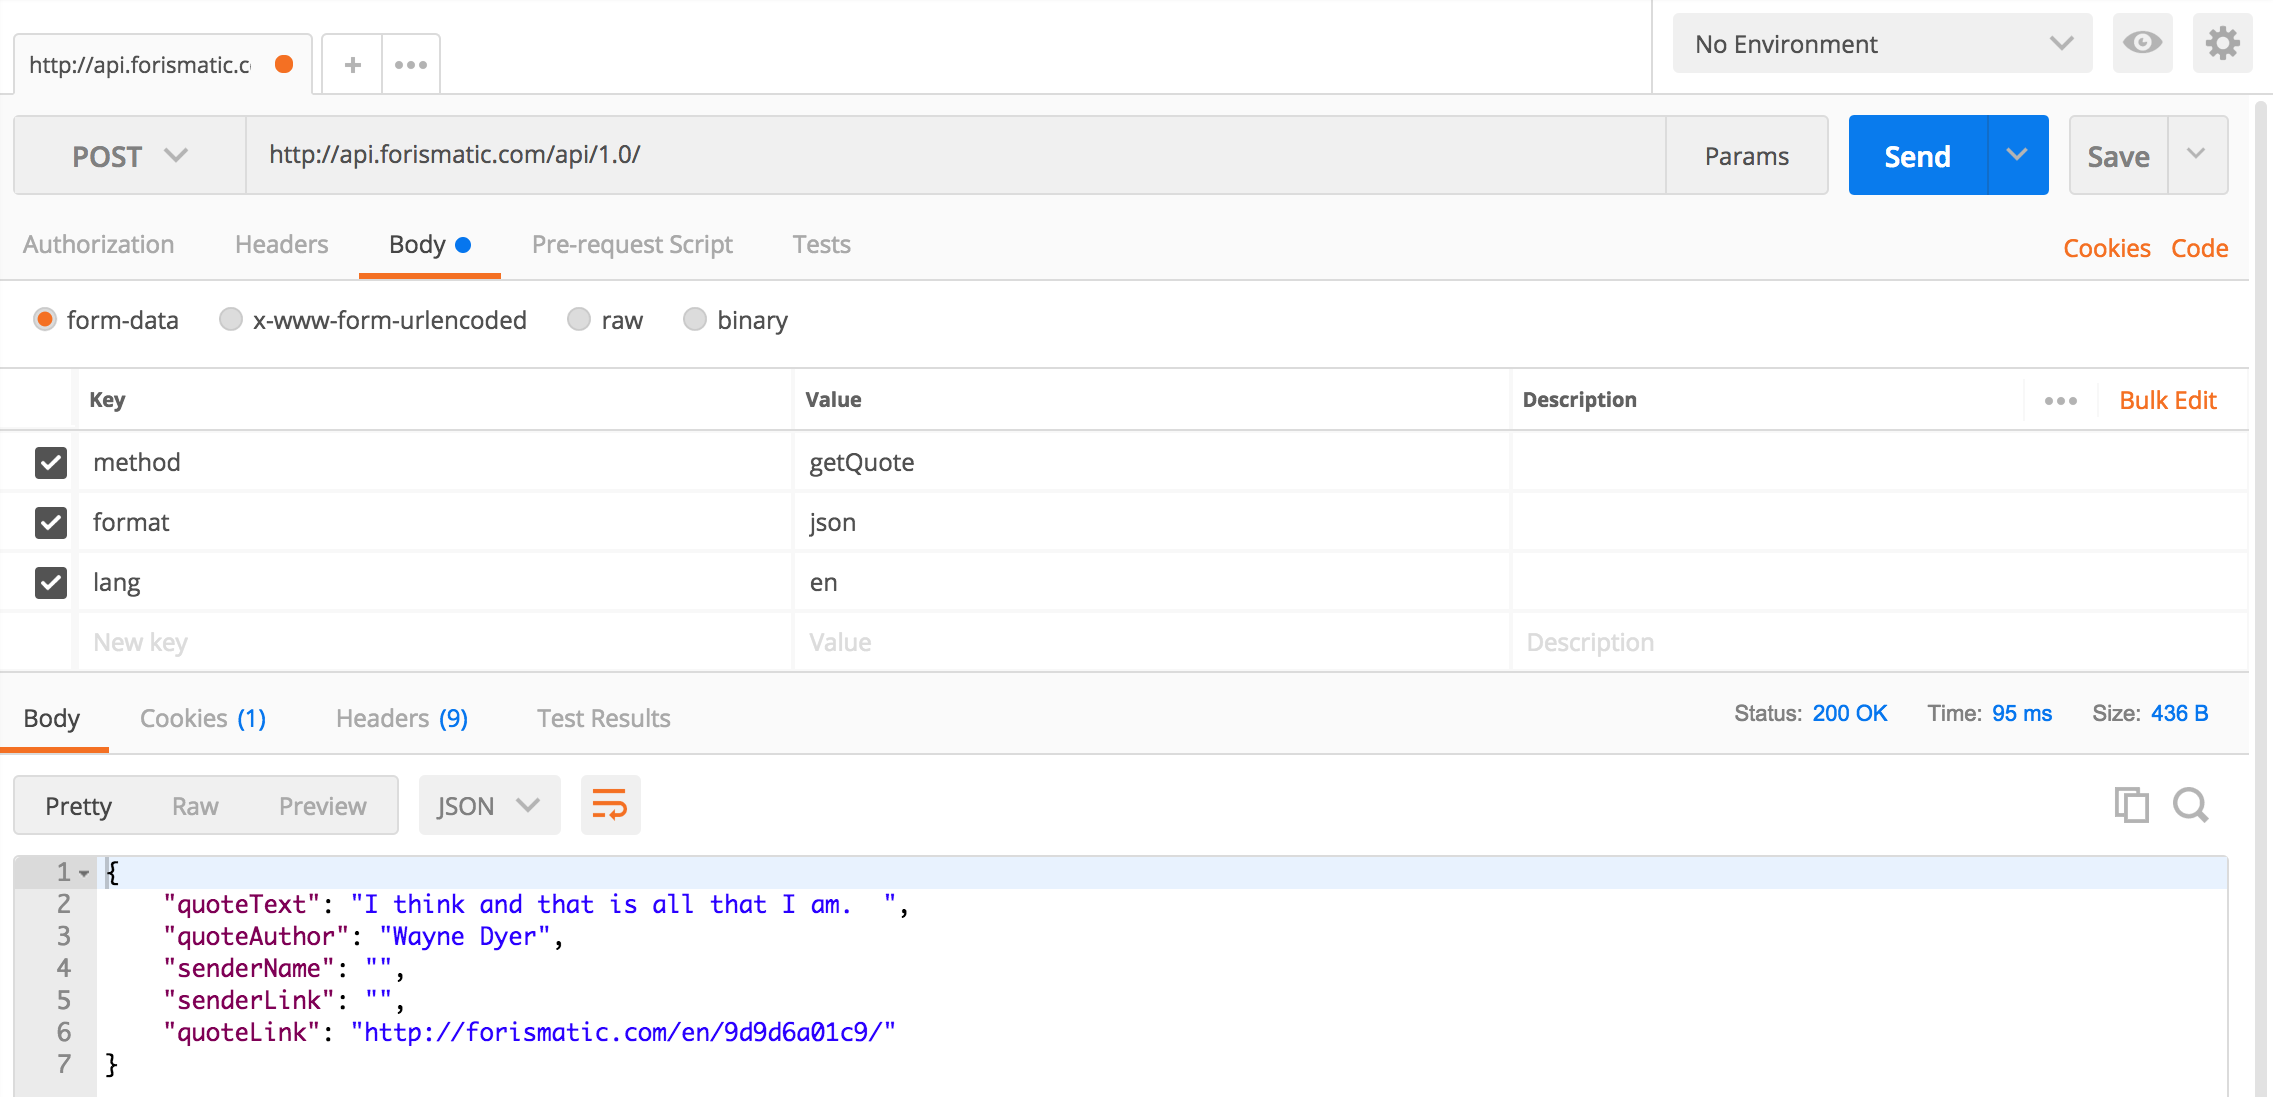 http://api.forismatic.c
No Environment
POST
http://api.forismatic.com/api/1.0/
Params
Send
Save
Authorization Headers Body Pre-request Script Tests
Cookies Code
form-data x-www-form-urlencoded raw binary
Key Value Description Bulk Edit
method getQuote
format json
lang en
New key Value Description
Body Cookies (1) Headers (9) Test Results Status: 200 OK Time: 95 ms Size: 436 B
Pretty Raw Preview JSON
1 {
2 "quoteText": "I think and that is all that I am.  ",
3 "quoteAuthor": "Wayne Dyer",
4 "senderName": "",
5 "senderLink": "",
6 "quoteLink": "http://forismatic.com/en/9d9d6a01c9/"
7 }